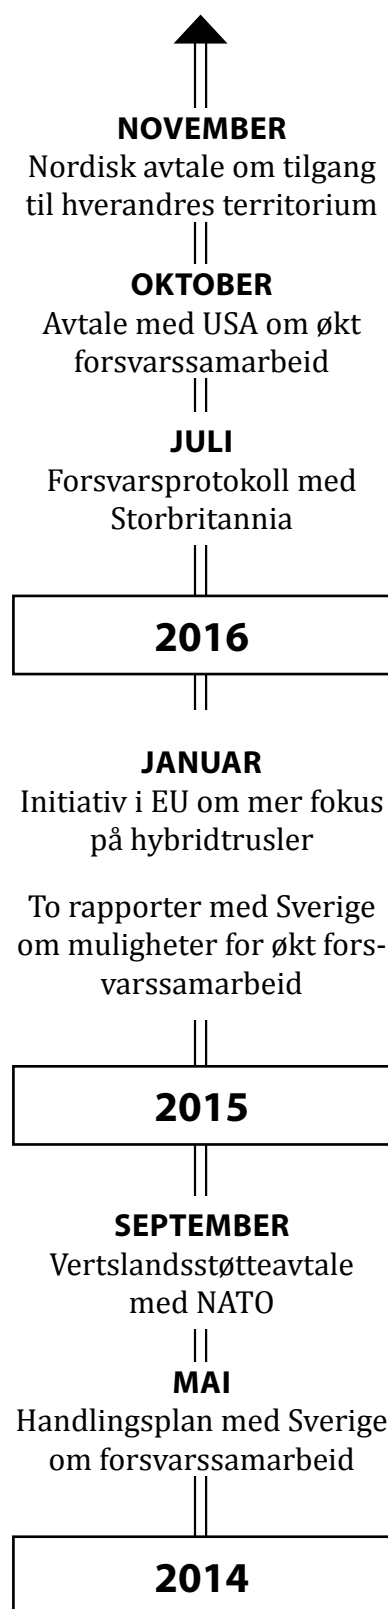 NOVEMBER
Nordisk avtale om tilgang
til hverandres territorium
OKTOBER
Avtale med USA om økt
forsvarssamarbeid
JULI
Forsvarsprotokoll med
Storbritannia
2016
JANUAR
Initiativ i EU om mer fokus
på hybridtrusler
To rapporter med Sverige
om muligheter for økt fors-
varssamarbeid
2015
SEPTEMBER
Vertslandsstøtteavtale
med NATO
MAI
Handlingsplan med Sverige
om forsvarssamarbeid
2014